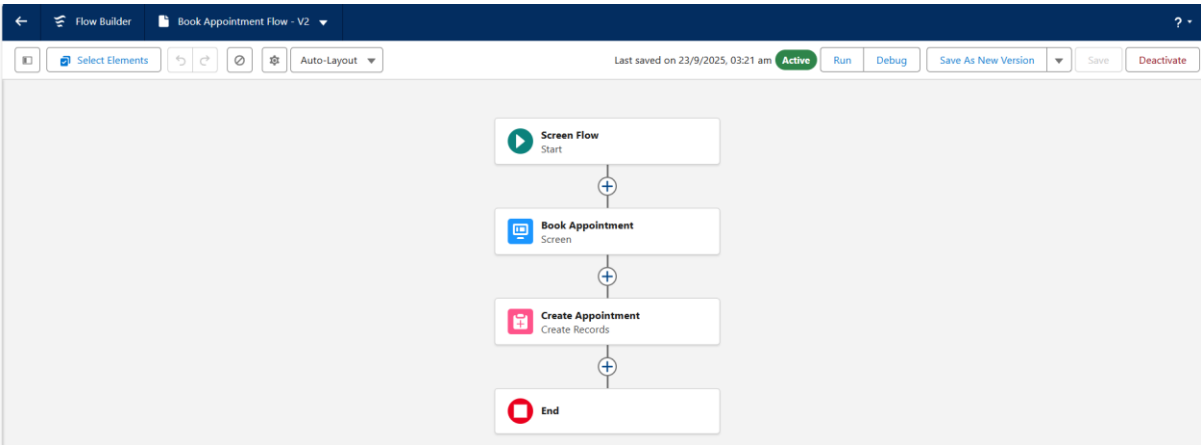 Flow Builder Book Appointment Flow - V2 ?
Select Elements Auto-Layout Last saved on 23/9/2025, 03:21 am Active Run Debug Save As New Version Save Deactivate
Screen Flow
Start
Book Appointment
Screen
Create Appointment
Create Records
End